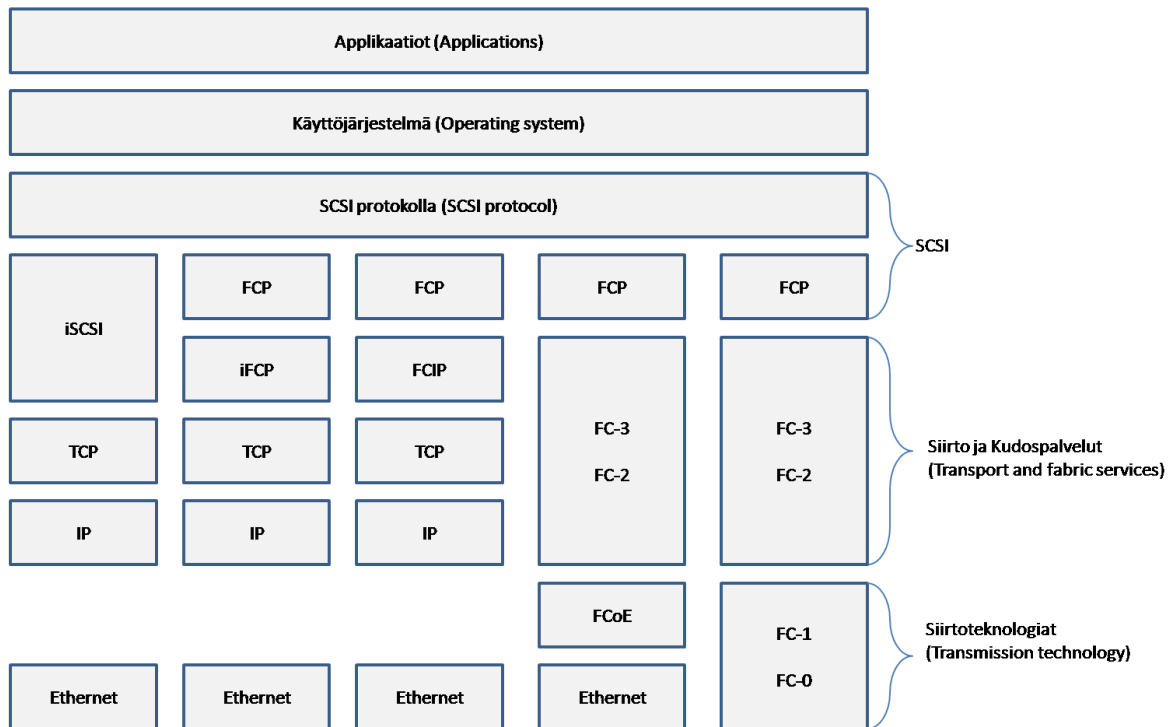 Applikaatiot (Applications)
Käyttöjärjestelmä (Operating system)
SCSI protokolla (SCSI protocol)
SCSI
iSCSI
FCP
FCP
FCP
FCP
iFCP
FCIP
FC-3
FC-2
FC-3
FC-2
Siirto ja Kudospalvelut
(Transport and fabric services)
TCP
TCP
TCP
IP
IP
IP
FCoE
FC-1
FC-0
Siirtoteknologiat
(Transmission technology)
Ethernet
Ethernet
Ethernet
Ethernet